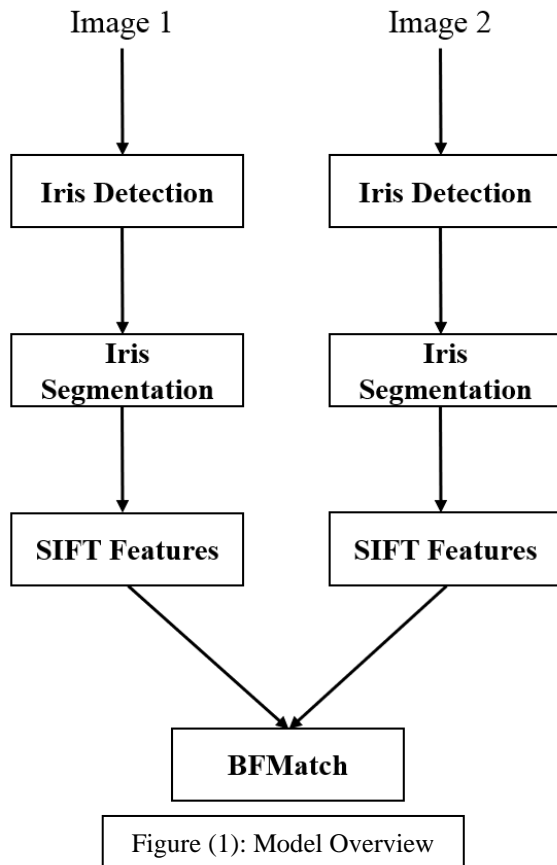 Image 1
Image 2
Iris Detection
Iris Detection
Iris
Segmentation
Iris
Segmentation
SIFT Features
SIFT Features
BFMatch
Figure (1): Model Overview